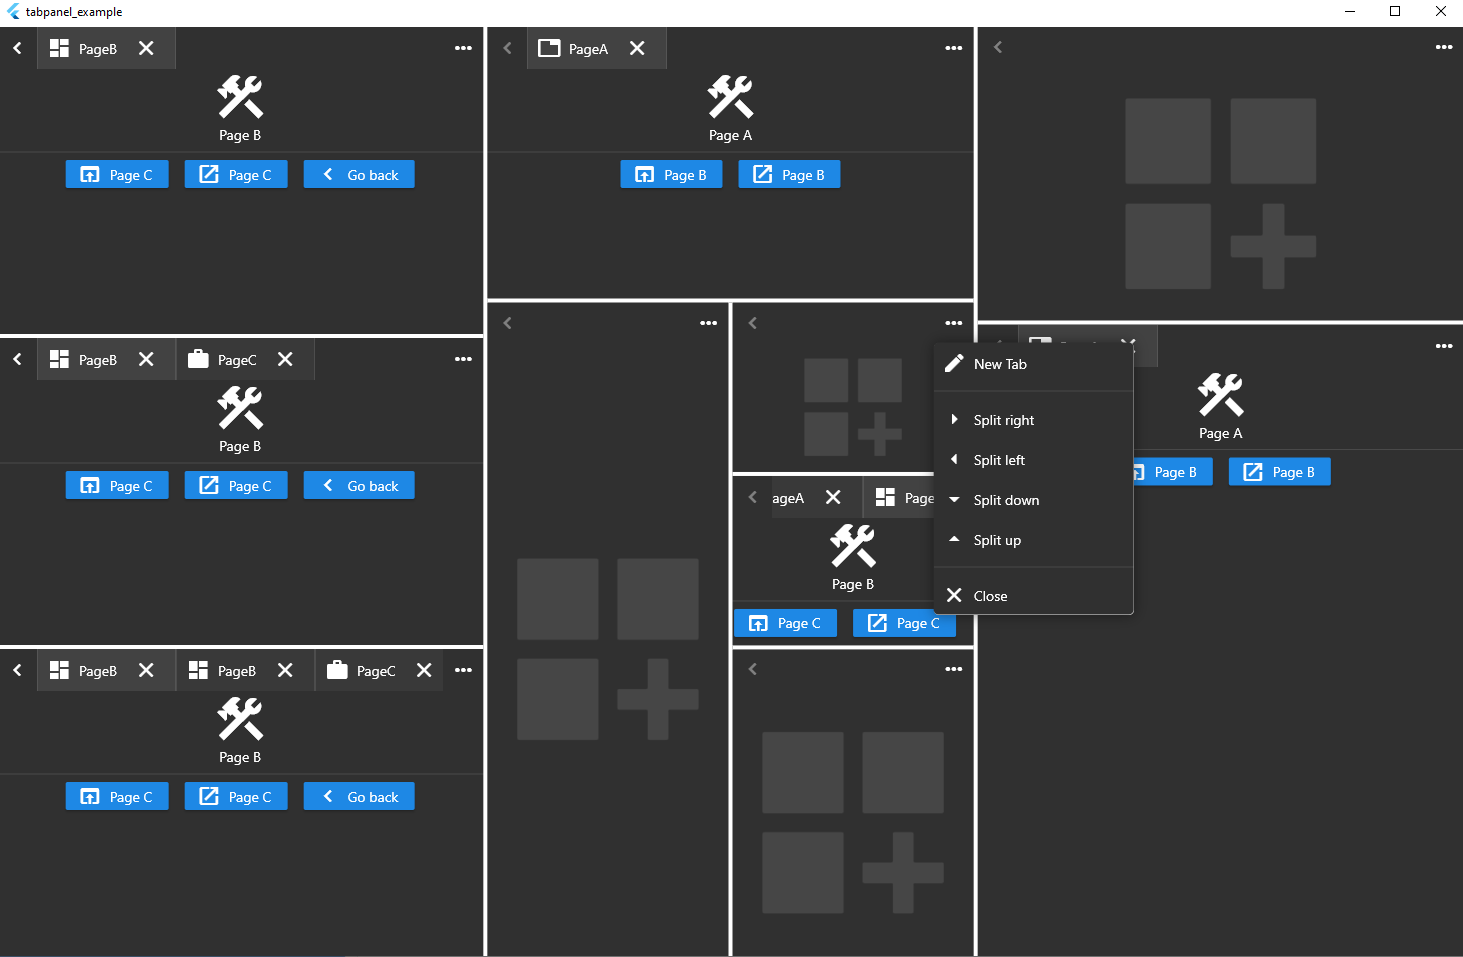 tabpanel_example
PageB
Page B
Page C
Page C
Go back
PageB
PageC
Page B
Page C
Page C
Go back
PageB
PageB
PageC
Page B
Page C
Page C
Go back
PageA
Page A
Page B
Page B
ageA
Page
Page B
Page C
Page C
New Tab
Split right
Split left
Split down
Split up
Close
Page A
Page B
Page B